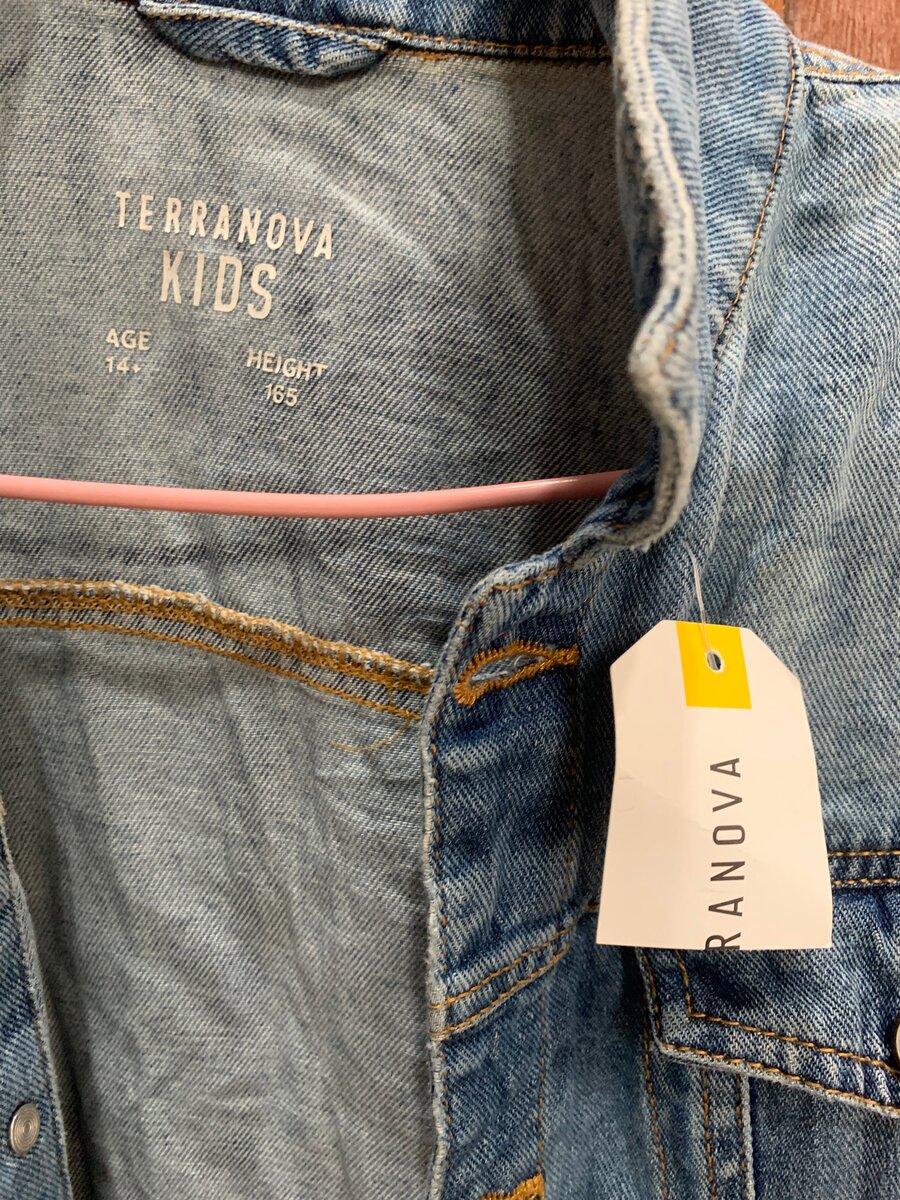 TERRANOVA
KIDS
AGE
14+
HEIGHT
165
RANOVA